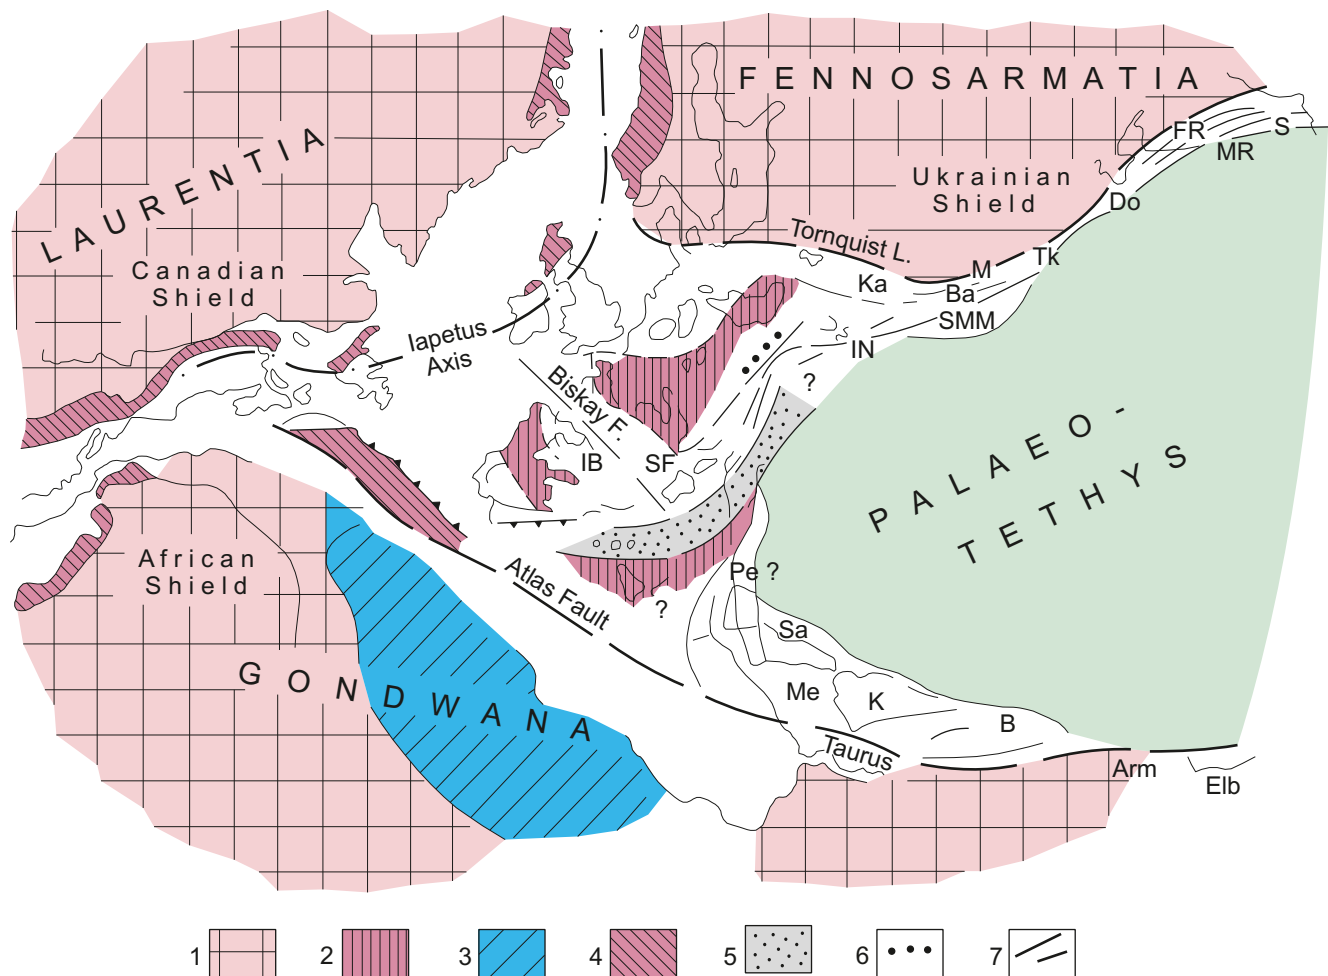 FENNOSARMATIA
LAURENTIA
FR
S
MR
Ukrainian
Shield
Do
Tornquist L.
Tk
Canadian
Shield
M
Ka
Ba
SMM
Iapetus
Axis
IN
Biskay F.
?
IB
SF
PALAEO-
TETHYS
African
Shield
Atlas Fault
Pe ?
?
Sa
GONDWANA
Me
K
B
Taurus
Arm
Elb
1
2
3
4
5
6
7